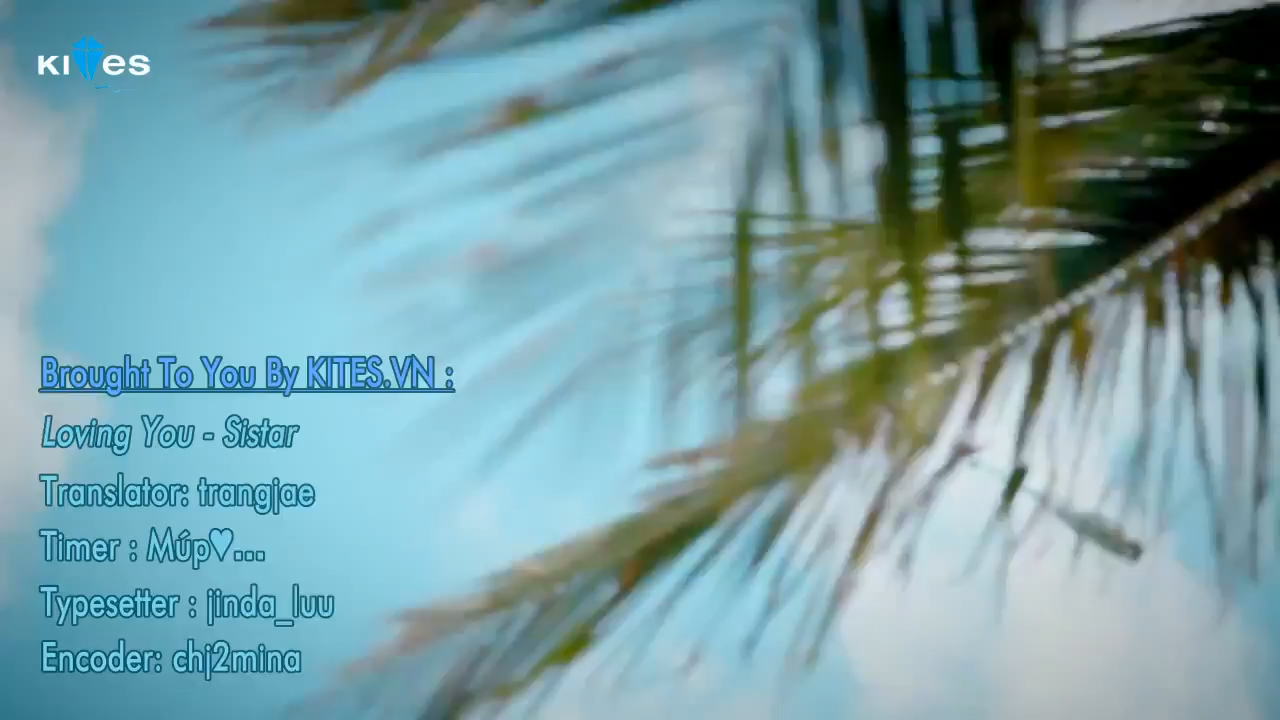 KITES
Brought To You By KITES.VN :
Loving You - Sistar
Translator: trangjae
Timer : Múp♥...
Typesetter : jinda_luu
Encoder: chj2mina